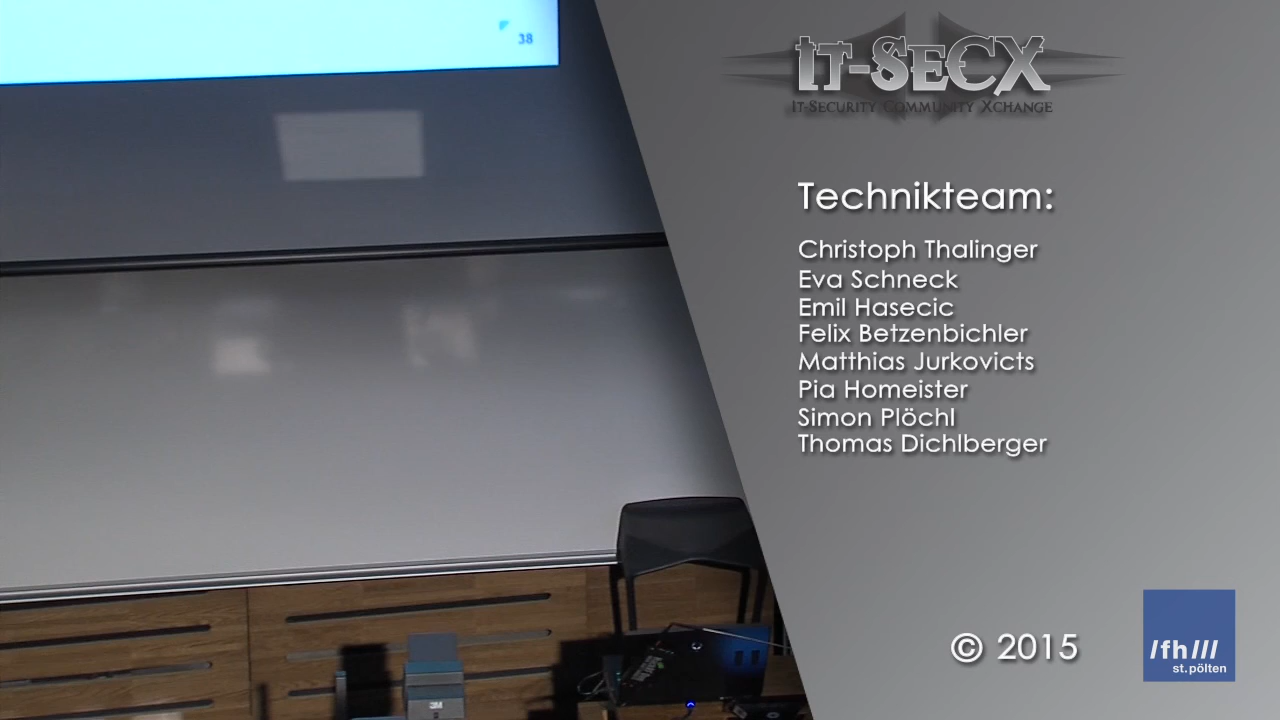 38
IT-SeCX
IT-Security Community Xchange
Technikteam:
Christoph Thalinger
Eva Schneck
Emil Hasecic
Felix Betzenbichler
Matthias Jurkovicts
Pia Homeister
Simon Plöchl
Thomas Dichlberger
© 2015
/fh///
st.pölten
3M